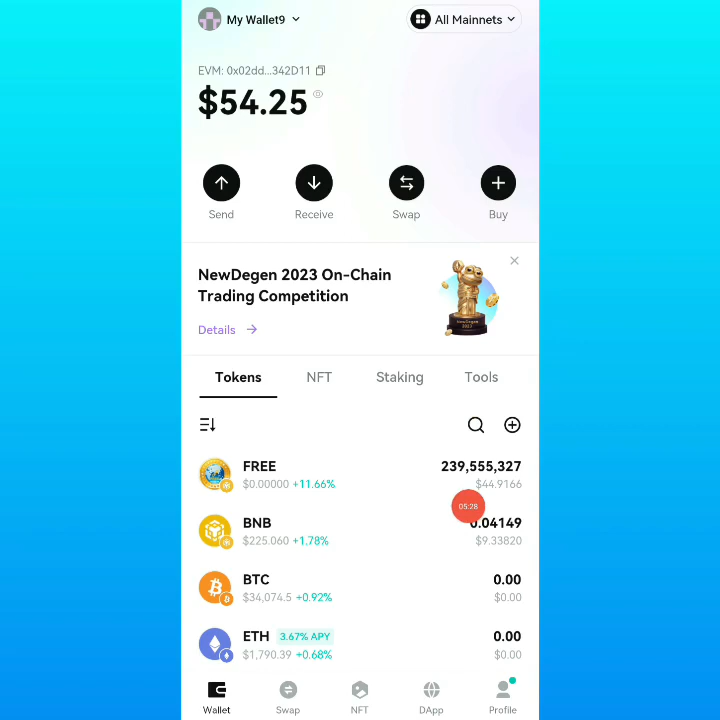 My Wallet9
All Mainnets
EVM: 0x02dd...342D11
$54.25
Send
Receive
Swap
Buy
NewDegen 2023 On-Chain
Trading Competition
NewDegen
2023
Details
Tokens
NFT
Staking
Tools
FREE
239,555,327
$0.00000 +11.66%
$44.9166
05:28
BNB
0.04149
$225.060 +1.78%
$9.33820
BTC
0.00
$34,074.5 +0.92%
$0.00
ETH
3.67% APY
0.00
$1,790.39 +0.68%
$0.00
Wallet
Swap
NFT
DApp
Profile